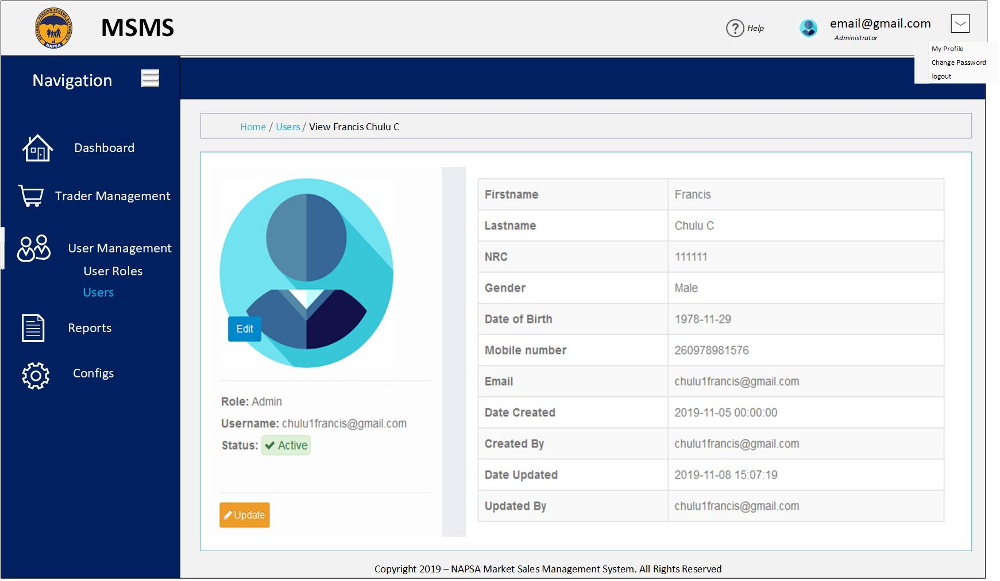 NATIONAL PENSION SCHEME AUTHORITY
NAPSA
MSMS
? Help
email@gmail.com
Administrator
My Profile
Change Password
logout
Navigation
Dashboard
Trader Management
User Management
User Roles
Users
Reports
Configs
Home / Users / View Francis Chulu C
Edit
Role: Admin
Username: chulu1francis@gmail.com
Status: Active
Update
Firstname Francis
Lastname Chulu C
NRC 111111
Gender Male
Date of Birth 1978-11-29
Mobile number 260978981576
Email chulu1francis@gmail.com
Date Created 2019-11-05 00:00:00
Created By chulu1francis@gmail.com
Date Updated 2019-11-08 15:07:19
Updated By chulu1francis@gmail.com
Copyright 2019 – NAPSA Market Sales Management System. All Rights Reserved